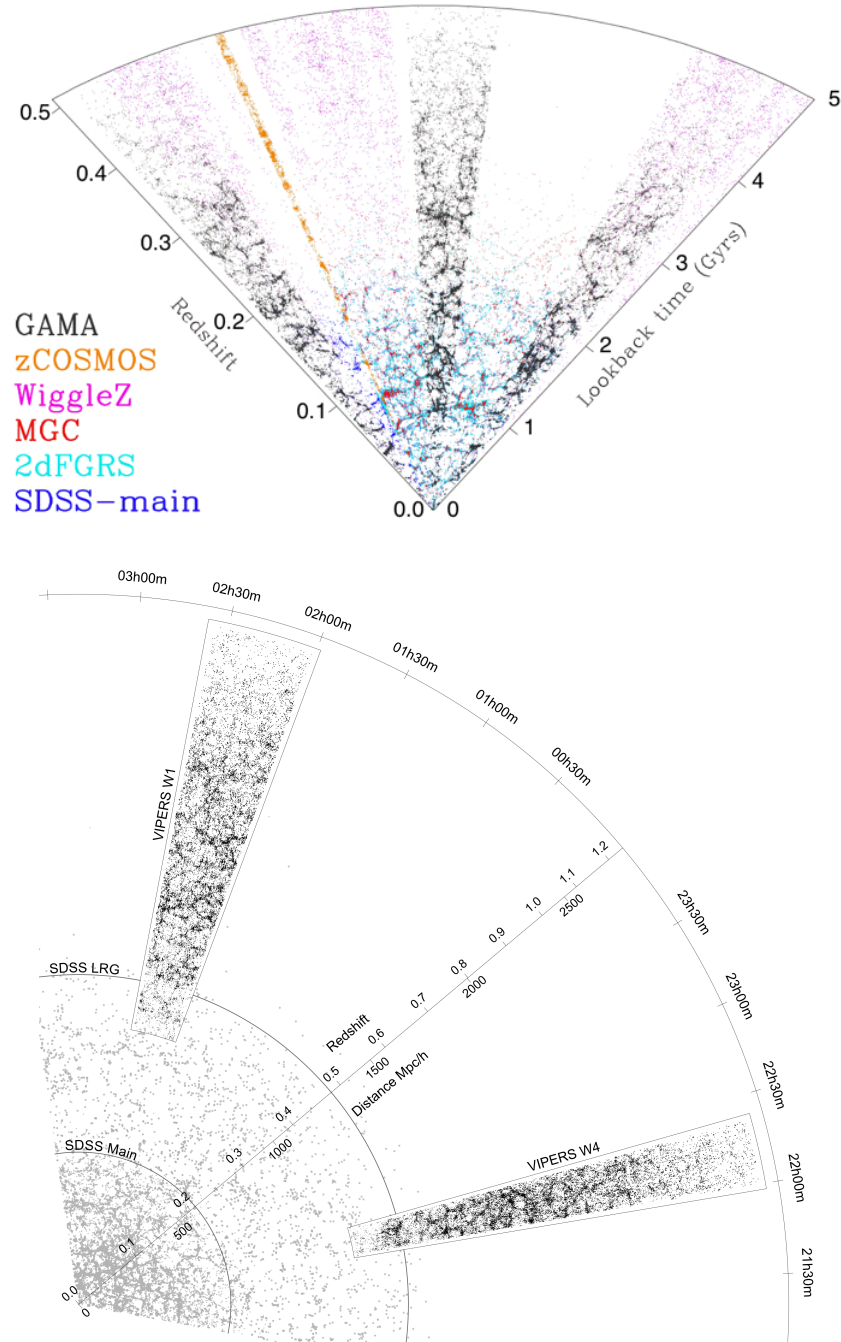 0.5
0.4
0.3
0.2
0.1
0.0
Redshift
5
4
3
2
1
0
Lookback time (Gyrs)
GAMA
zCOSMOS
WiggleZ
MGC
2dFGRS
SDSS-main
03h00m
02h30m
02h00m
01h30m
01h00m
00h30m
23h30m
23h00m
22h30m
22h00m
21h30m
VIPERS W1
VIPERS W4
SDSS LRG
SDSS Main
Redshift
1.2
1.1
1.0
0.9
0.8
0.7
0.6
0.5
0.4
0.3
0.2
0.1
0.0
Distance Mpc/h
2500
2000
1500
1000
500
0